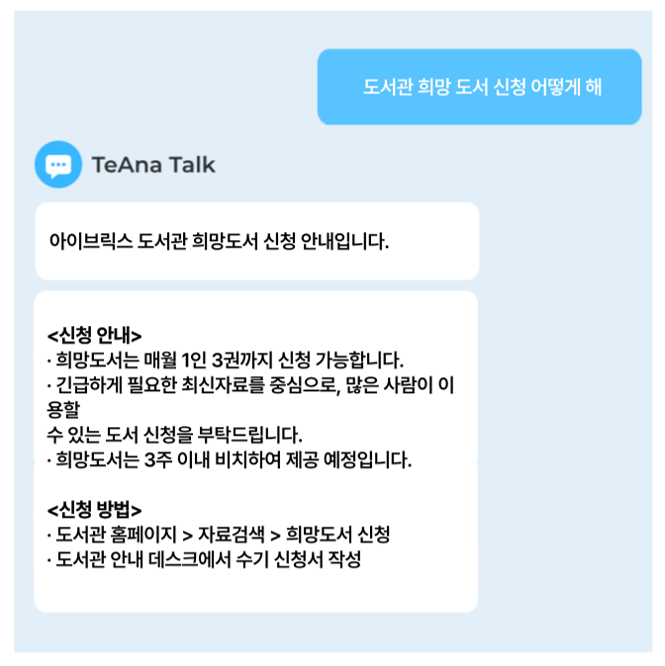 도서관 희망 도서 신청 어떻게 해
TeAna Talk
아이브릭스 도서관 희망도서 신청 안내입니다.
<신청 안내>
· 희망도서는 매월 1인 3권까지 신청 가능합니다.
· 긴급하게 필요한 최신자료를 중심으로, 많은 사람이 이
용할
수 있는 도서 신청을 부탁드립니다.
· 희망도서는 3주 이내 비치하여 제공 예정입니다.
<신청 방법>
· 도서관 홈페이지 > 자료검색 > 희망도서 신청
· 도서관 안내 데스크에서 수기 신청서 작성